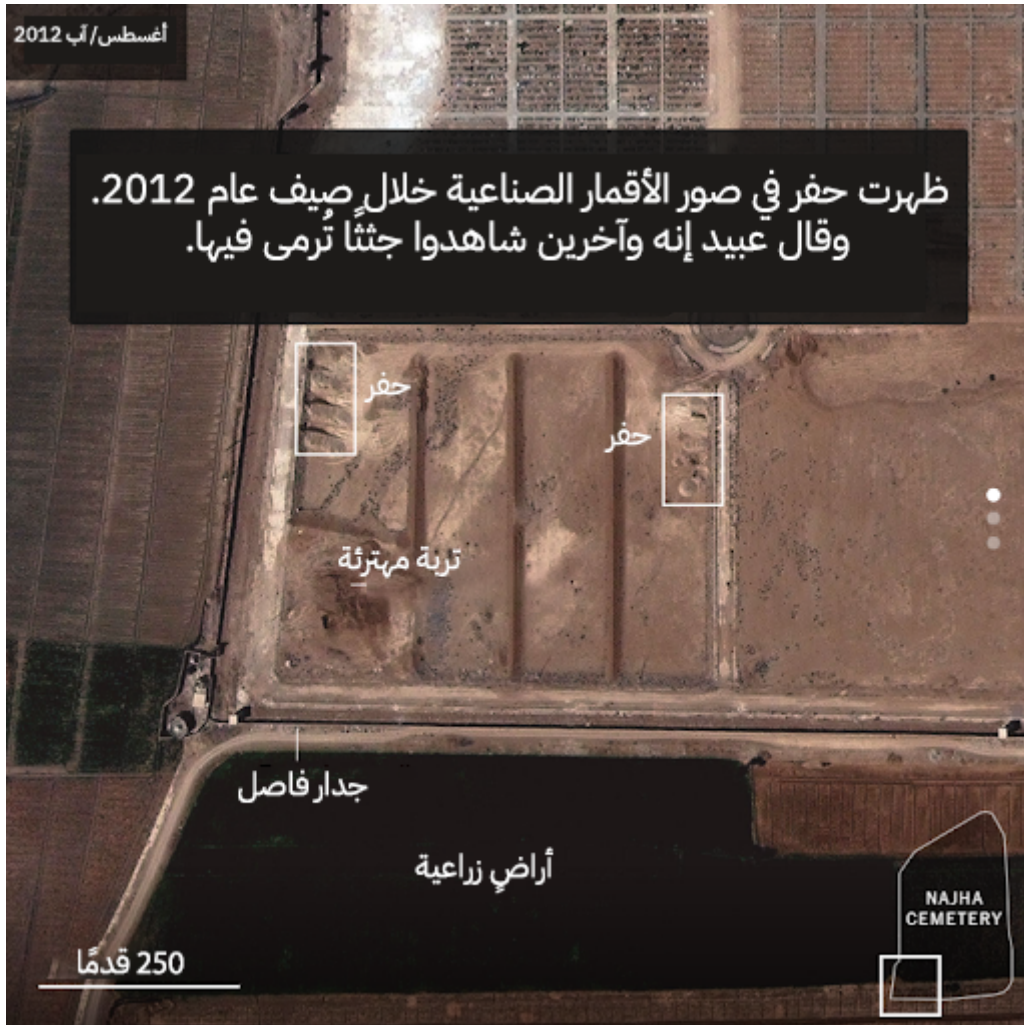 أغسطس/آب 2012
ظهرت حفر في صور الأقمار الصناعية خلال صيف عام 2012.
وقال عبيد إنه وآخرين شاهدوا جثثًا تُرمى فيها.
حفر
حفر
تربة مهترئة
جدار فاصل
أراضٍ زراعية
NAJHA
CEMETERY
250 قدمًا